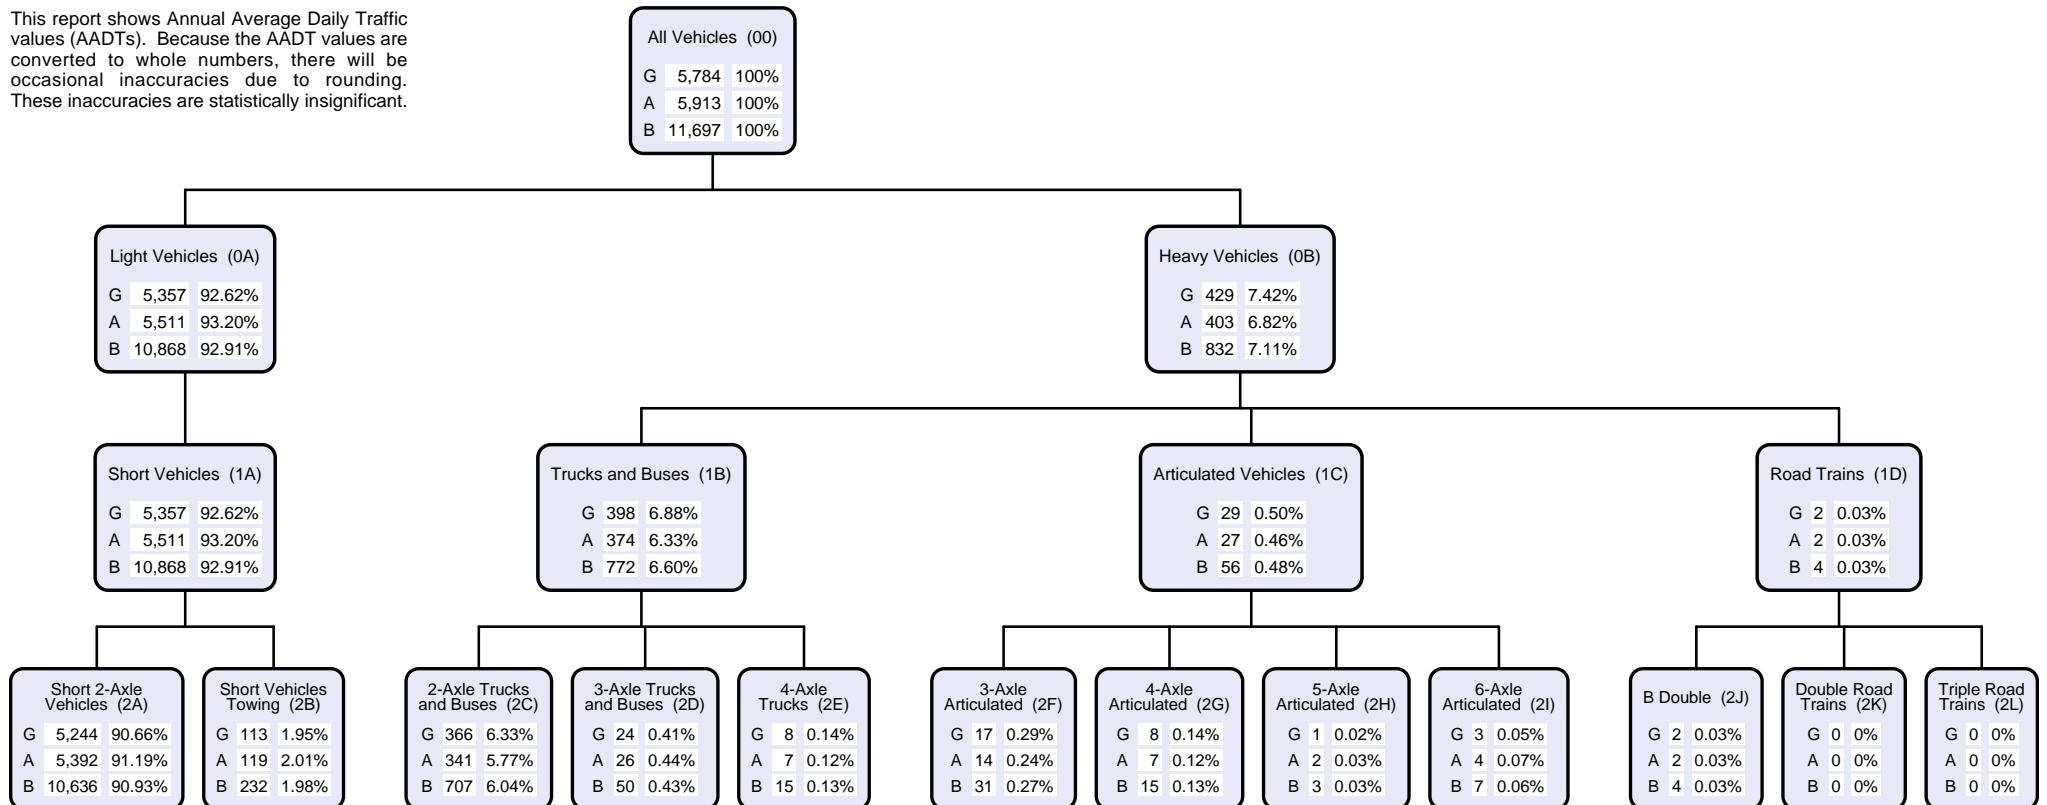 This report shows Annual Average Daily Traffic
values (AADTs). Because the AADT values are
converted to whole numbers, there will be
occasional inaccuracies due to rounding.
These inaccuracies are statistically insignificant.
All Vehicles (00)
G 5,784 100%
A 5,913 100%
B 11,697 100%
Light Vehicles (0A)
G 5,357 92.62%
A 5,511 93.20%
B 10,868 92.91%
Heavy Vehicles (0B)
G 429 7.42%
A 403 6.82%
B 832 7.11%
Short Vehicles (1A)
G 5,357 92.62%
A 5,511 93.20%
B 10,868 92.91%
Trucks and Buses (1B)
G 398 6.88%
A 374 6.33%
B 772 6.60%
Articulated Vehicles (1C)
G 29 0.50%
A 27 0.46%
B 56 0.48%
Road Trains (1D)
G 2 0.03%
A 2 0.03%
B 4 0.03%
Short 2-Axle
Vehicles (2A)
G 5,244 90.66%
A 5,392 91.19%
B 10,636 90.93%
Short Vehicles
Towing (2B)
G 113 1.95%
A 119 2.01%
B 232 1.98%
2-Axle Trucks
and Buses (2C)
G 366 6.33%
A 341 5.77%
B 707 6.04%
3-Axle Trucks
and Buses (2D)
G 24 0.41%
A 26 0.44%
B 50 0.43%
4-Axle
Trucks (2E)
G 8 0.14%
A 7 0.12%
B 15 0.13%
3-Axle
Articulated (2F)
G 17 0.29%
A 14 0.24%
B 31 0.27%
4-Axle
Articulated (2G)
G 8 0.14%
A 7 0.12%
B 15 0.13%
5-Axle
Articulated (2H)
G 1 0.02%
A 2 0.03%
B 3 0.03%
6-Axle
Articulated (2I)
G 3 0.05%
A 4 0.07%
B 7 0.06%
B Double (2J)
G 2 0.03%
A 2 0.03%
B 4 0.03%
Double Road
Trains (2K)
G 0 0%
A 0 0%
B 0 0%
Triple Road
Trains (2L)
G 0 0%
A 0 0%
B 0 0%